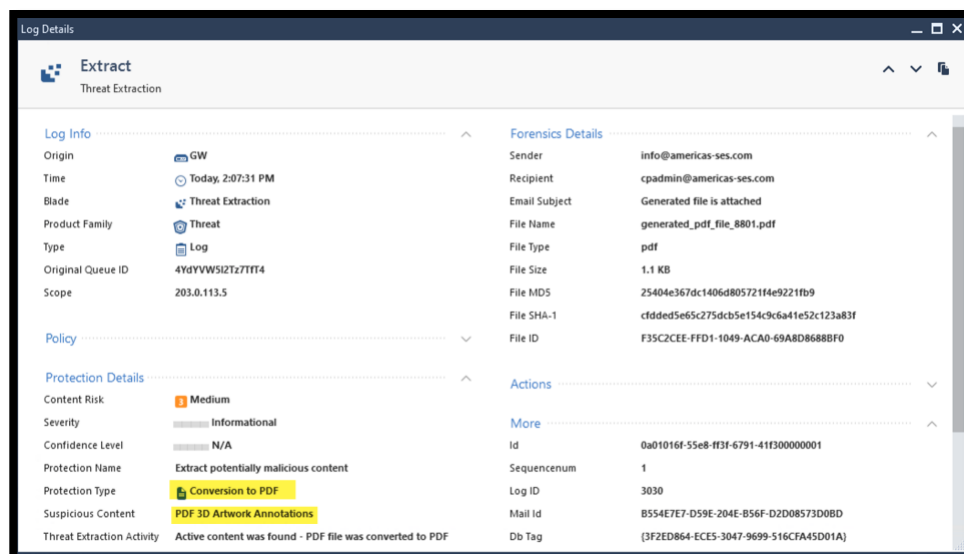 Log Details
Extract
Threat Extraction
Log Info
Origin GW
Time Today, 2:07:31 PM
Blade Threat Extraction
Product Family Threat
Type Log
Original Queue ID 4YdYVW5l2Tz7TfT4
Scope 203.0.113.5
Policy
Protection Details
Content Risk 3 Medium
Severity Informational
Confidence Level N/A
Protection Name Extract potentially malicious content
Protection Type Conversion to PDF
Suspicious Content PDF 3D Artwork Annotations
Threat Extraction Activity Active content was found - PDF file was converted to PDF
Forensics Details
Sender info@americas-ses.com
Recipient cpadmin@americas-ses.com
Email Subject Generated file is attached
File Name generated_pdf_file_8801.pdf
File Type pdf
File Size 1.1 KB
File MD5 25404e367dc1406d805721f4e9221fb9
File SHA-1 cfdded5e65c275dcb5e154c9c6a41e52c123a83f
File ID F35C2CEE-FFD1-1049-ACA0-69A8D8688BF0
Actions
More
Id 0a01016f-55e8-ff3f-6791-41f300000001
Sequencenum 1
Log ID 3030
Mail Id B554E7E7-D59E-204E-B56F-D2D08573D0BD
Db Tag {3F2ED864-ECE5-3047-9699-516CFA45D01A}